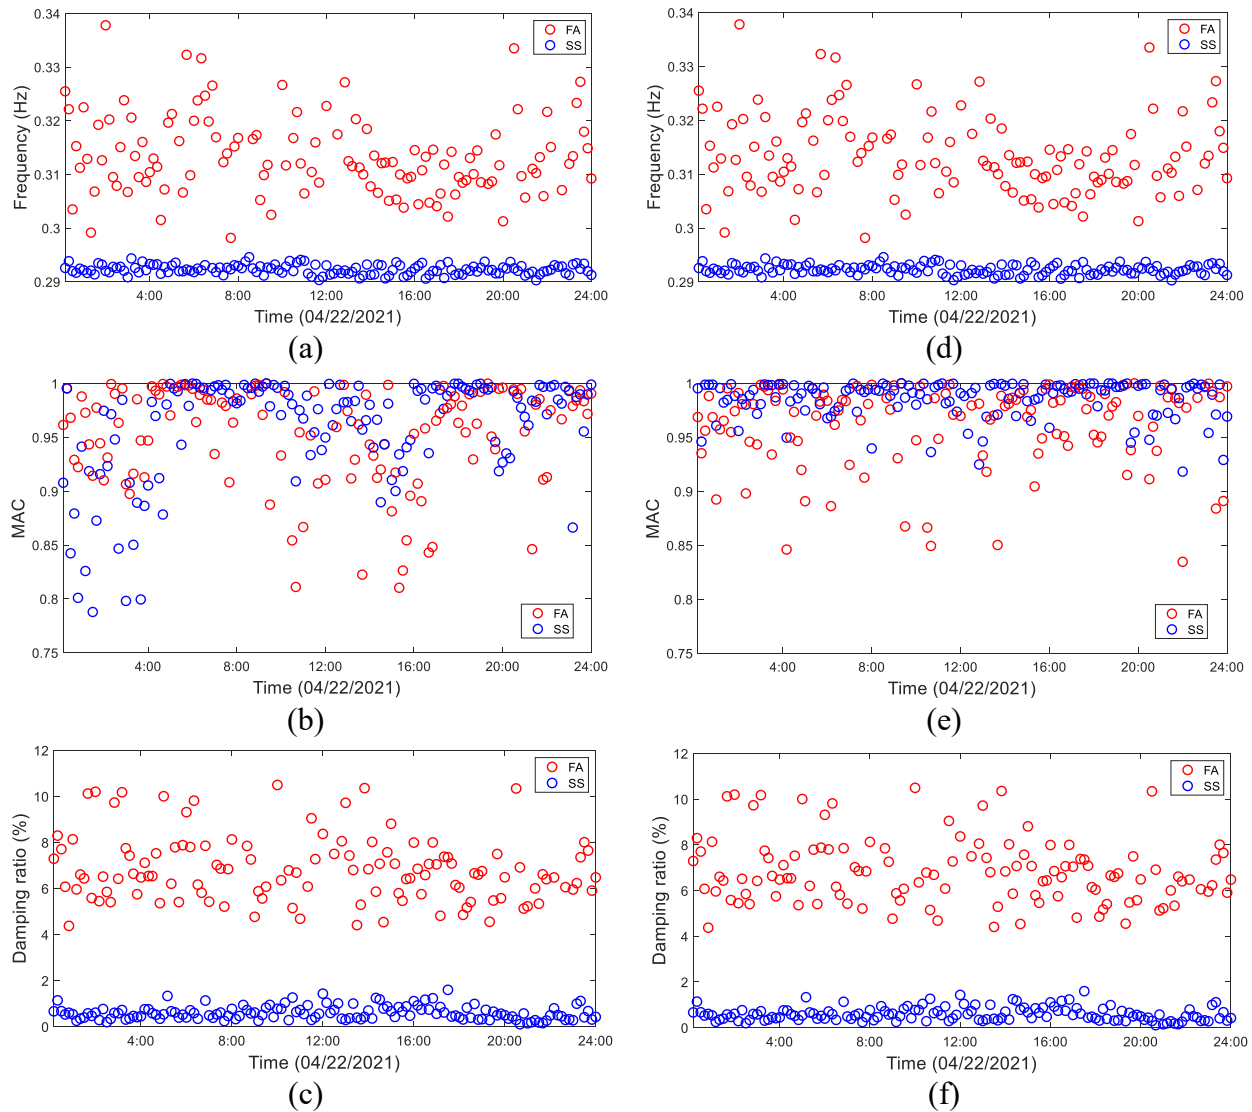 0.34
0.33
0.32
0.31
0.3
0.29
Frequency (Hz)
FA
SS
4:00 8:00 12:00 16:00 20:00 24:00
Time (04/22/2021)
(a)
0.34
0.33
0.32
0.31
0.3
0.29
Frequency (Hz)
FA
SS
4:00 8:00 12:00 16:00 20:00 24:00
Time (04/22/2021)
(d)
1
0.95
0.9
0.85
0.8
0.75
MAC
FA
SS
4:00 8:00 12:00 16:00 20:00 24:00
Time (04/22/2021)
(b)
1
0.95
0.9
0.85
0.8
0.75
MAC
FA
SS
4:00 8:00 12:00 16:00 20:00 24:00
Time (04/22/2021)
(e)
12
10
8
6
4
2
0
Damping ratio (%)
FA
SS
4:00 8:00 12:00 16:00 20:00 24:00
Time (04/22/2021)
(c)
12
10
8
6
4
2
0
Damping ratio (%)
FA
SS
4:00 8:00 12:00 16:00 20:00 24:00
Time (04/22/2021)
(f)